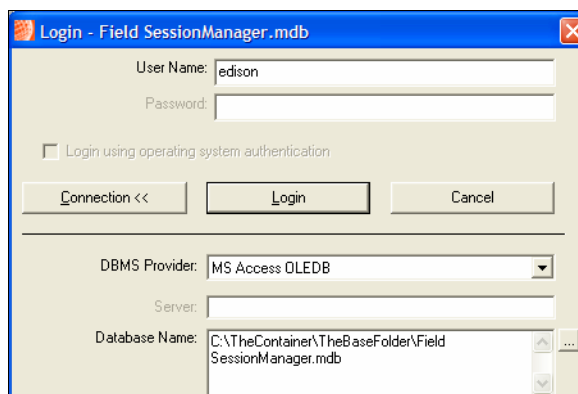 Login - Field SessionManager.mdb
User Name: edison
Password:
Login using operating system authentication
Connection << Login Cancel
DBMS Provider: MS Access OLEDB
Server:
Database Name: C:\TheContainer\TheBaseFolder\Field
SessionManager.mdb
...